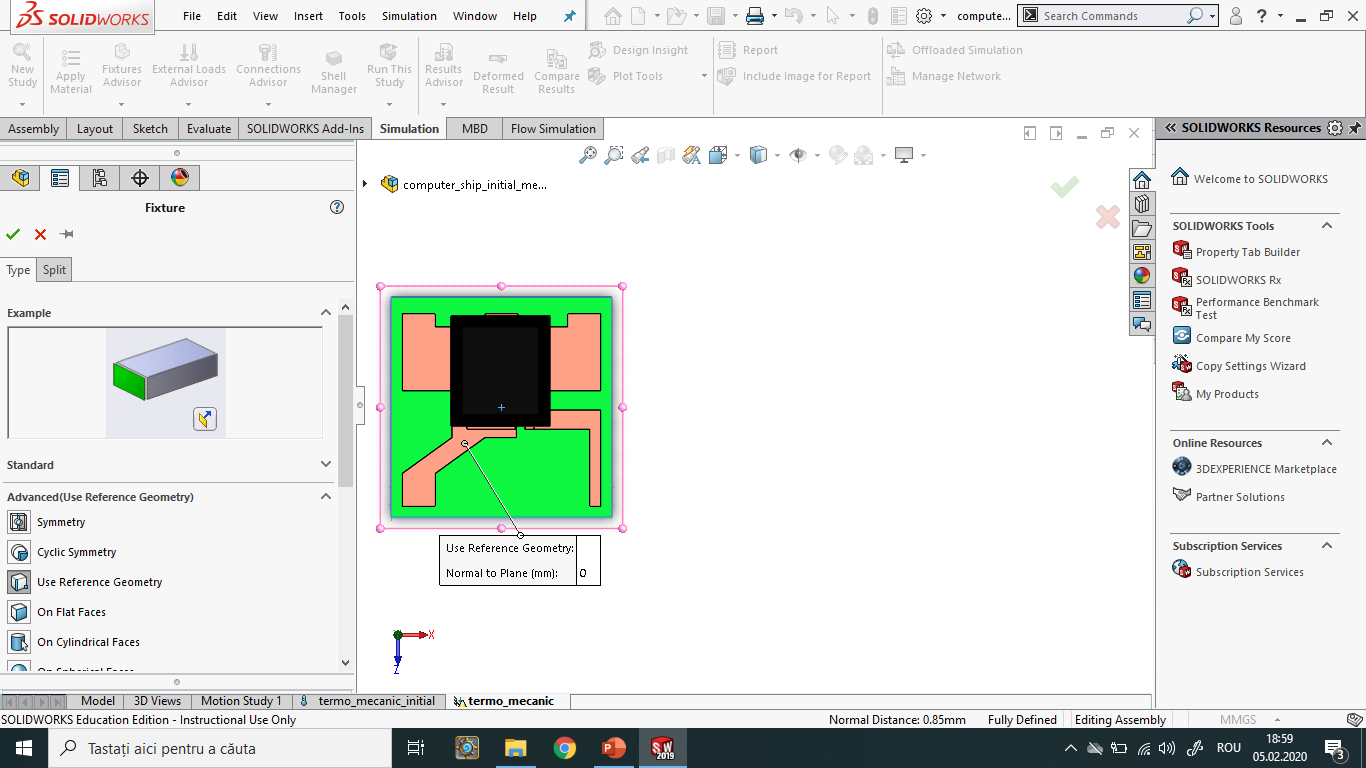 SOLIDWORKS
File Edit View Insert Tools Simulation Window Help
compute...
Search Commands
New Study
Apply Material
Fixtures Advisor
External Loads Advisor
Connections Advisor
Shell Manager
Run This Study
Results Advisor
Deformed Result
Compare Results
Design Insight
Plot Tools
Report
Include Image for Report
Offloaded Simulation
Manage Network
Assembly Layout Sketch Evaluate SOLIDWORKS Add-Ins Simulation MBD Flow Simulation
Fixture
Type Split
Example
Standard
Advanced(Use Reference Geometry)
Symmetry
Cyclic Symmetry
Use Reference Geometry
On Flat Faces
On Cylindrical Faces
On Spherical Faces
computer_ship_initial_me...
Use Reference Geometry:
Normal to Plane (mm): 0
X
Z
SOLIDWORKS Resources
Welcome to SOLIDWORKS
SOLIDWORKS Tools
Property Tab Builder
SOLIDWORKS Rx
Performance Benchmark
Test
Compare My Score
Copy Settings Wizard
My Products
Online Resources
3DEXPERIENCE Marketplace
Partner Solutions
Subscription Services
Subscription Services
Model 3D Views Motion Study 1 termo_mecanic_initial termo_mecanic
SOLIDWORKS Education Edition - Instructional Use Only
Normal Distance: 0.85mm Fully Defined Editing Assembly MMGS
Tastați aici pentru a căuta
SW 2019
ROU
18:59
05.02.2020
3